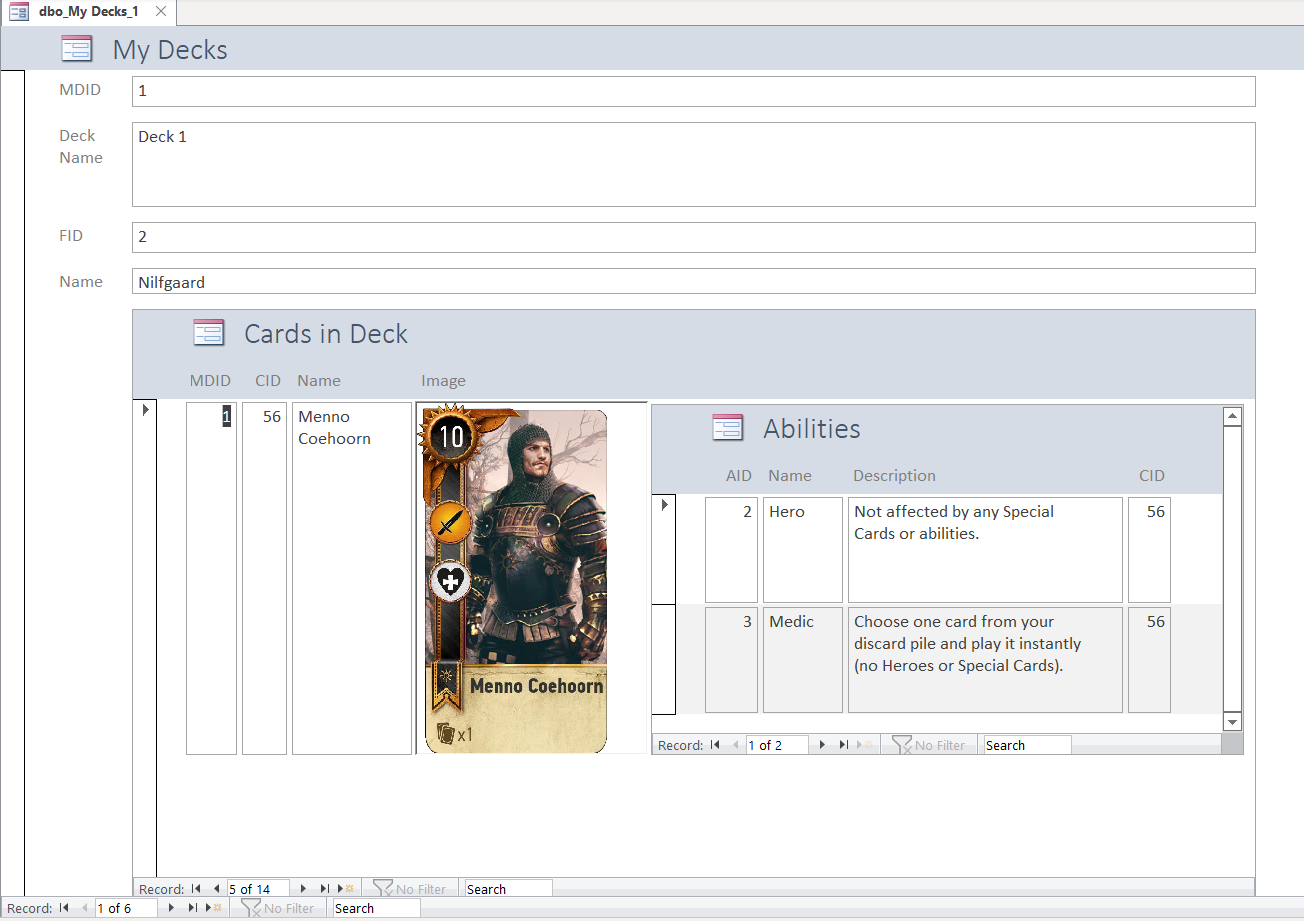 dbo_My Decks_1
My Decks
MDID
1
Deck
Name
Deck 1
FID
2
Name
Nilfgaard
Cards in Deck
MDID CID Name Image
1 56 Menno
Coehoorn
10
Menno Coehoorn
x1
Abilities
AID Name Description CID
2 Hero Not affected by any Special 56
Cards or abilities.
3 Medic Choose one card from your 56
discard pile and play it instantly
(no Heroes or Special Cards).
Record: 1 of 2 No Filter Search
Record: 5 of 14 No Filter Search
Record: 1 of 6 No Filter Search